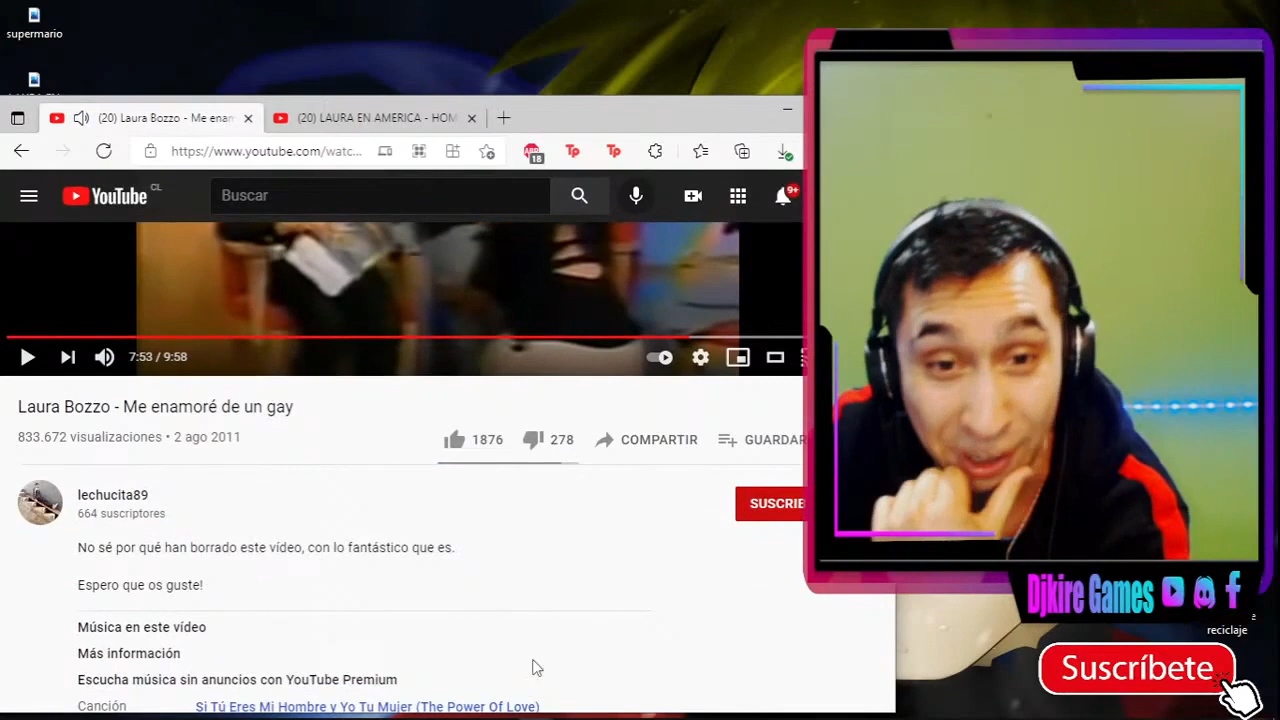 supermario
(20) Laura Bozzo - Me enam
(20) LAURA EN AMERICA - HOM
https://www.youtube.com/watc...
18
Tp
Tp
YouTube CL
Buscar
9+
7:53 / 9:58
Laura Bozzo - Me enamoré de un gay
833.672 visualizaciones • 2 ago 2011
1876
278
COMPARTIR
GUARDAR
lechucita89
664 suscriptores
SUSCRIB
No sé por qué han borrado este vídeo, con lo fantástico que es.
Espero que os guste!
Música en este vídeo
Más información
Escucha música sin anuncios con YouTube Premium
Canción
Si Tú Eres Mi Hombre y Yo Tu Mujer (The Power Of Love)
Djkire Games
reciclaje
Suscríbete